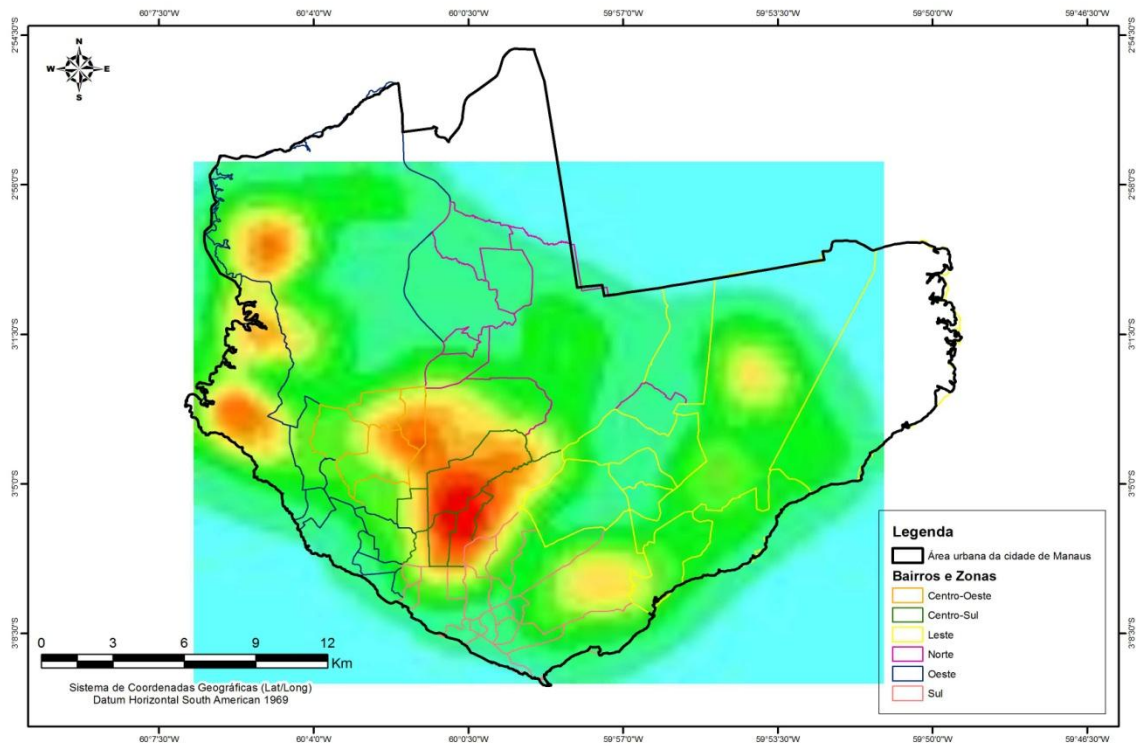 60°7'30"W 60°4'0"W 60°0'30"W 59°57'0"W 59°53'30"W 59°50'0"W 59°46'30"W
2°54'30"S 2°54'30"S
N
W E
S
2°58'0"S 2°58'0"S
3°1'30"S 3°1'30"S
3°5'0"S 3°5'0"S
Legenda
Área urbana da cidade de Manaus
Bairros e Zonas
Centro-Oeste
Centro-Sul
Leste
Norte
Oeste
Sul
3°8'30"S 3°8'30"S
0 3 6 9 12
Km
Sistema de Coordenadas Geográficas (Lat/Long)
Datum Horizontal South American 1969
60°7'30"W 60°4'0"W 60°0'30"W 59°57'0"W 59°53'30"W 59°50'0"W 59°46'30"W